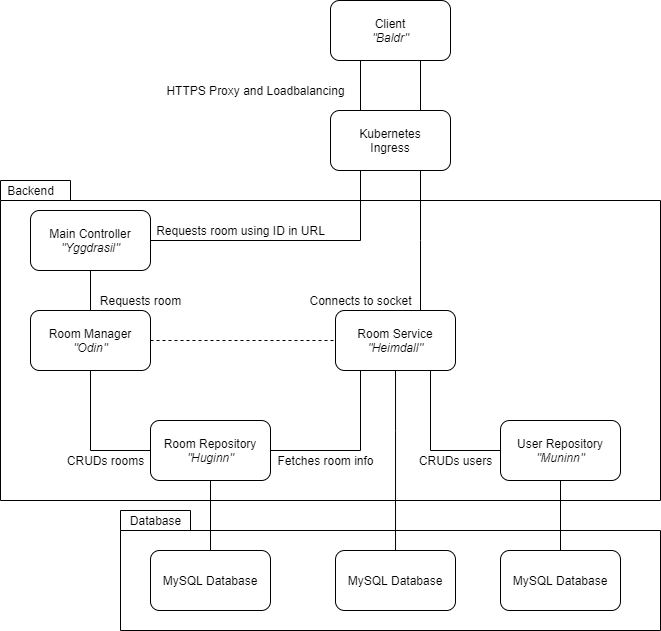 Client
"Baldr"
HTTPS Proxy and Loadbalancing
Kubernetes
Ingress
Backend
Main Controller
"Yggdrasil"
Requests room using ID in URL
Requests room
Connects to socket
Room Manager
"Odin"
Room Service
"Heimdall"
Room Repository
"Huginn"
User Repository
"Muninn"
CRUDs rooms
Fetches room info
CRUDs users
Database
MySQL Database
MySQL Database
MySQL Database